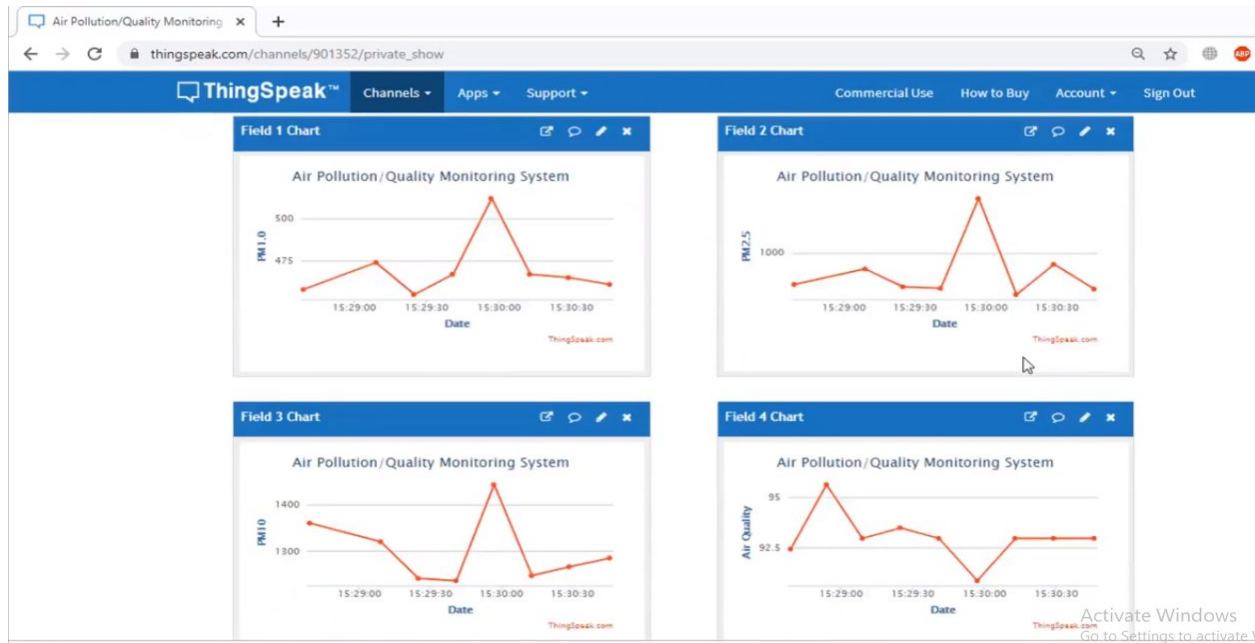 Air Pollution/Quality Monitoring
thingspeak.com/channels/901352/private_show
ABP
ThingSpeak™ Channels Apps Support Commercial Use How to Buy Account Sign Out
Field 1 Chart
Air Pollution/Quality Monitoring System
PM1.0
500
475
15:29:00 15:29:30 15:30:00 15:30:30
Date
ThingSpeak.com
Field 2 Chart
Air Pollution/Quality Monitoring System
PM2.5
1000
15:29:00 15:29:30 15:30:00 15:30:30
Date
ThingSpeak.com
Field 3 Chart
Air Pollution/Quality Monitoring System
PM10
1400
1300
15:29:00 15:29:30 15:30:00 15:30:30
Date
ThingSpeak.com
Field 4 Chart
Air Pollution/Quality Monitoring System
Air Quality
95
92.5
15:29:00 15:29:30 15:30:00 15:30:30
Date
ThingSpeak.com
Activate Windows
Go to Settings to activate